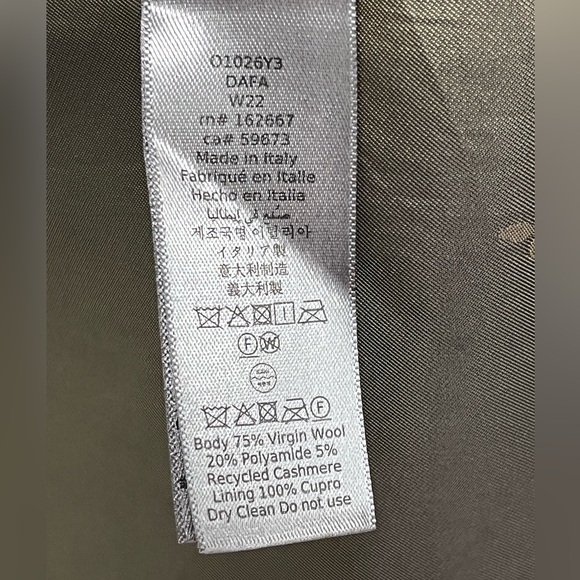 O1026Y3
DAFA
W22
rn# 162667
ca# 59873
Made in Italy
Fabriqué en Italie
Hecho en Italia
صنع في إيطاليا
제조국명 이탈리아
イタリア製
意大利制造
義大利製
F W
F
Body 75% Virgin Wool
20% Polyamide 5%
Recycled Cashmere
Lining 100% Cupro
Dry Clean Do not use